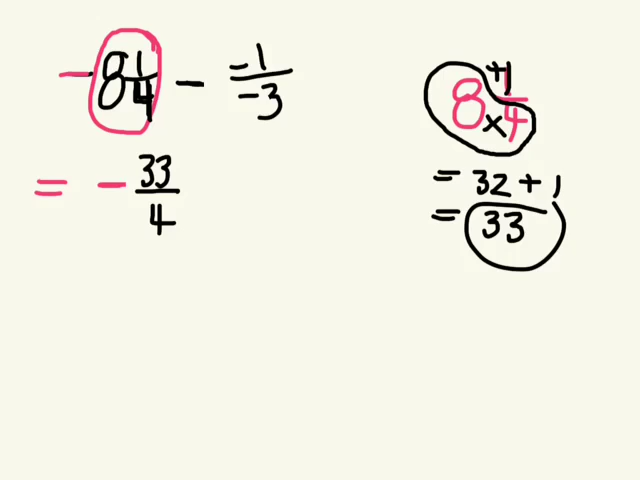 -8 1/4 - -1/-3
= - 33/4
8 × +1/4
= 32 + 1
= 33